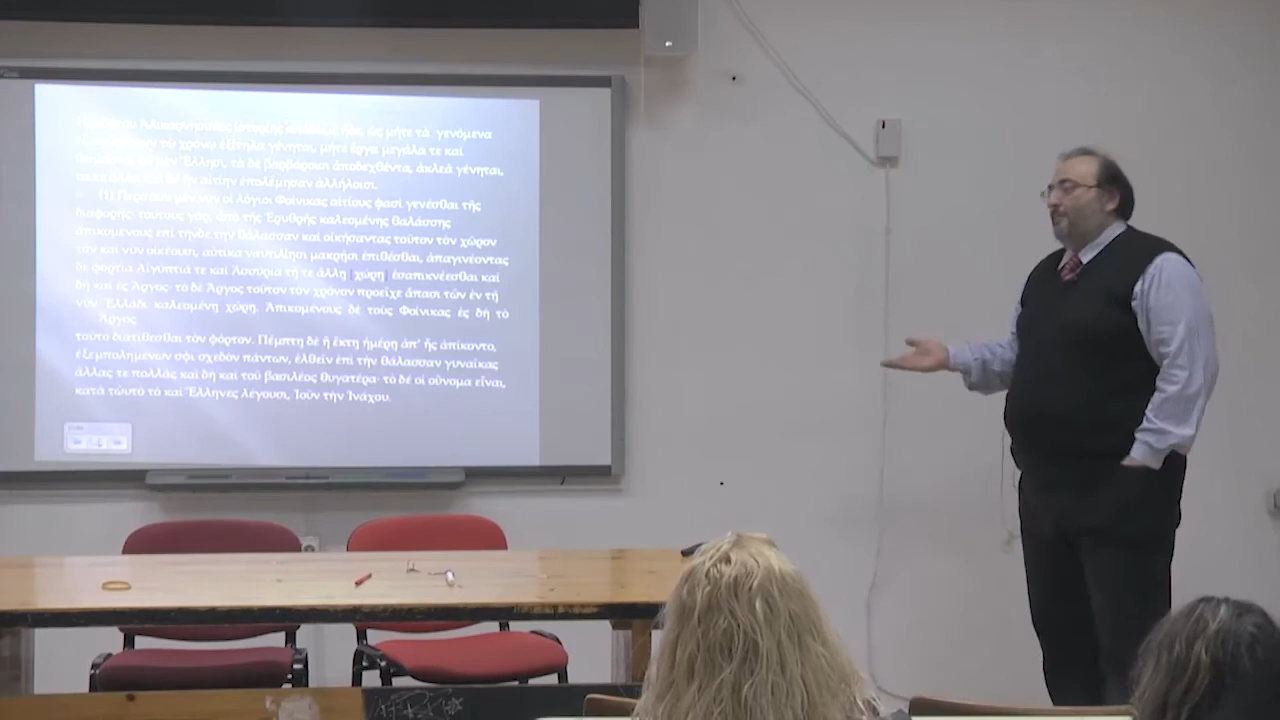 Ἁλικαρνησσέος ἱστορίης ἀπόδεξις ἥδε, ὡς μήτε τὰ γενόμενα
τῷ χρόνῳ ἐξίτηλα γένηται, μήτε ἔργα μεγάλα τε καὶ
τὰ μὲν Ἕλλησι, τὰ δὲ βαρβάροισι ἀποδεχθέντα, ἀκλεᾶ γένηται,
τά τε ἄλλα καὶ δι' ἣν αἰτίην ἐπολέμησαν ἀλλήλοισι.
(1) Περσέων μέν νυν οἱ λόγιοι Φοίνικας αἰτίους φασὶ γενέσθαι τῆς
διαφορῆς· τούτους γάρ, ἀπὸ τῆς Ἐρυθρῆς καλεομένης θαλάσσης
ἀπικομένους ἐπὶ τήνδε τὴν θάλασσαν καὶ οἰκήσαντας τοῦτον τὸν χῶρον
τὸν καὶ νῦν οἰκέουσι, αὐτίκα ναυτιλίῃσι μακρῇσι ἐπιθέσθαι, ἀπαγινέοντας
δὲ φορτία Αἰγύπτιά τε καὶ Ἀσσύρια τῇ τε ἄλλῃ [χώρῃ] ἐσαπικνέεσθαι καὶ
δὴ καὶ ἐς Ἄργος· τὸ δὲ Ἄργος τοῦτον τὸν χρόνον προεῖχε ἅπασι τῶν ἐν τῇ
νῦν Ἑλλάδι καλεομένῃ χώρῃ. Ἀπικομένους δὲ τοὺς Φοίνικας ἐς δὴ τὸ
Ἄργος
τοῦτο διατίθεσθαι τὸν φόρτον. Πέμπτῃ δὲ ἢ ἕκτῃ ἡμέρῃ ἀπ' ἧς ἀπίκοντο,
ἐξεμπολημένων σφι σχεδὸν πάντων, ἐλθεῖν ἐπὶ τὴν θάλασσαν γυναῖκας
ἄλλας τε πολλὰς καὶ δὴ καὶ τοῦ βασιλέος θυγατέρα· τὸ δέ οἱ οὔνομα εἶναι,
κατὰ τὠυτὸ τὸ καὶ Ἕλληνες λέγουσι, Ἰοῦν τὴν Ἰνάχου.